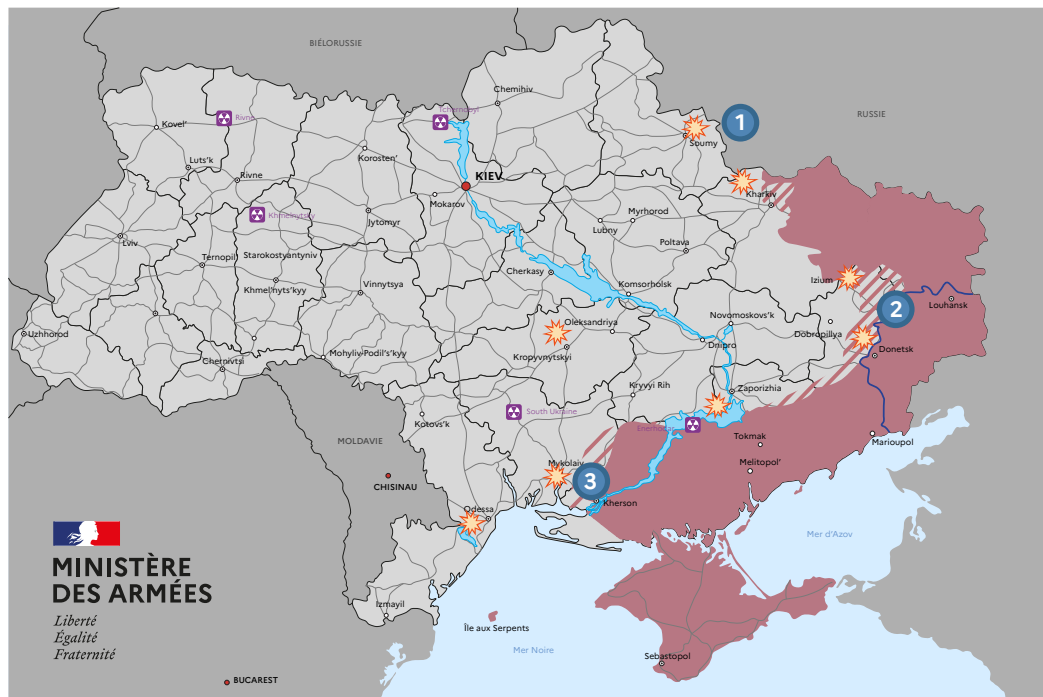 BIÉLORUSSIE
RUSSIE
Chemihiv
Tchernobyl
1
Soumy
Kovel'
Rivne
Korosten'
Luts'k
Rivne
KIEV
Mokarov
Kharkiv
Khmelnytsky
Jytomyr
Myrhorod
Lubny
Poltava
Lviv
Ternopil
Starokostyantyniv
Khmel'nyts'kyy
Vinnytsya
Cherkasy
Izium
Komsorholsk
2
Louhansk
Uzhhorod
Oleksandriya
Novomoskovs'k
Dobropillya
Chernivtsi
Mohyliv-Podil's'kyy
Kropyvnytskyi
Dnipro
Donetsk
Kryvyi Rih
Zaporizhia
Kotovs'k
South Ukraine
Enerhodar
MOLDAVIE
Tokmak
Marioupol
Mykolaiv
Melitopol'
CHISINAU
3
Kherson
Odessa
Mer d'Azov
MINISTÈRE
DES ARMÉES
Liberté
Égalité
Fraternité
Izmayil
Île aux Serpents
Mer Noire
Sebastopol
BUCAREST